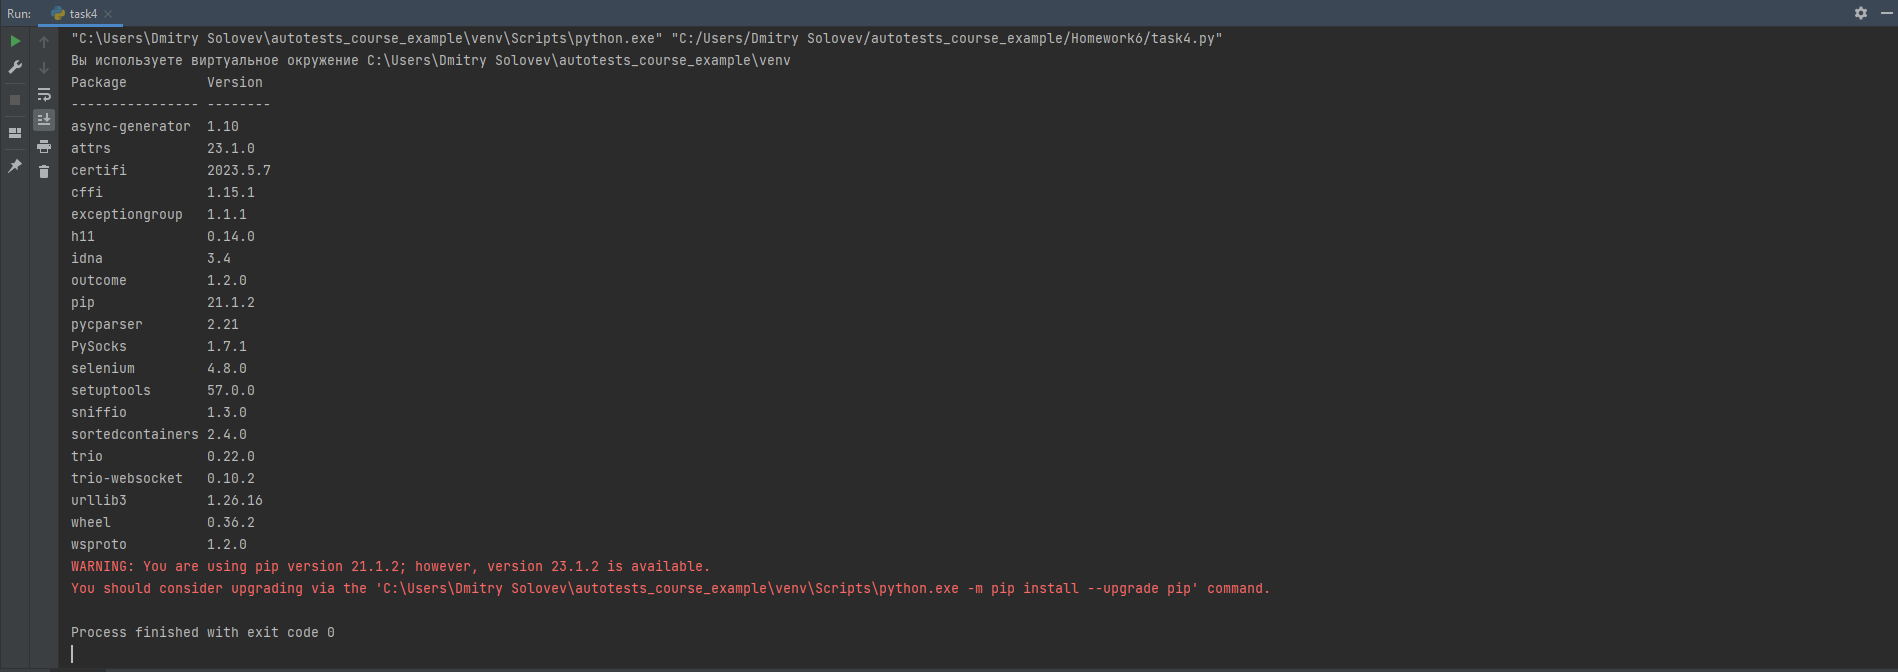 Run: task4
"C:\Users\Dmitry Solovev\autotests_course_example\venv\Scripts\python.exe" "C:/Users/Dmitry Solovev/autotests_course_example/Homework6/task4.py"
Вы используете виртуальное окружение C:\Users\Dmitry Solovev\autotests_course_example\venv
Package          Version
---------------- --------
async-generator  1.10
attrs            23.1.0
certifi          2023.5.7
cffi             1.15.1
exceptiongroup   1.1.1
h11              0.14.0
idna             3.4
outcome          1.2.0
pip              21.1.2
pycparser        2.21
PySocks          1.7.1
selenium         4.8.0
setuptools       57.0.0
sniffio          1.3.0
sortedcontainers 2.4.0
trio             0.22.0
trio-websocket   0.10.2
urllib3          1.26.16
wheel            0.36.2
wsproto          1.2.0
WARNING: You are using pip version 21.1.2; however, version 23.1.2 is available.
You should consider upgrading via the 'C:\Users\Dmitry Solovev\autotests_course_example\venv\Scripts\python.exe -m pip install --upgrade pip' command.
Process finished with exit code 0